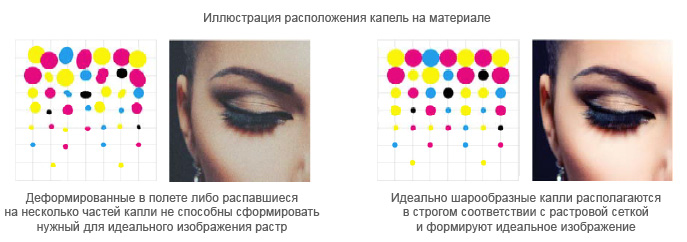 Иллюстрация расположения капель на материале
Деформированные в полете либо распавшиеся
на несколько частей капли не способны сформировать
нужный для идеального изображения растр
Идеально шарообразные капли располагаются
в строгом соответствии с растровой сеткой
и формируют идеальное изображение